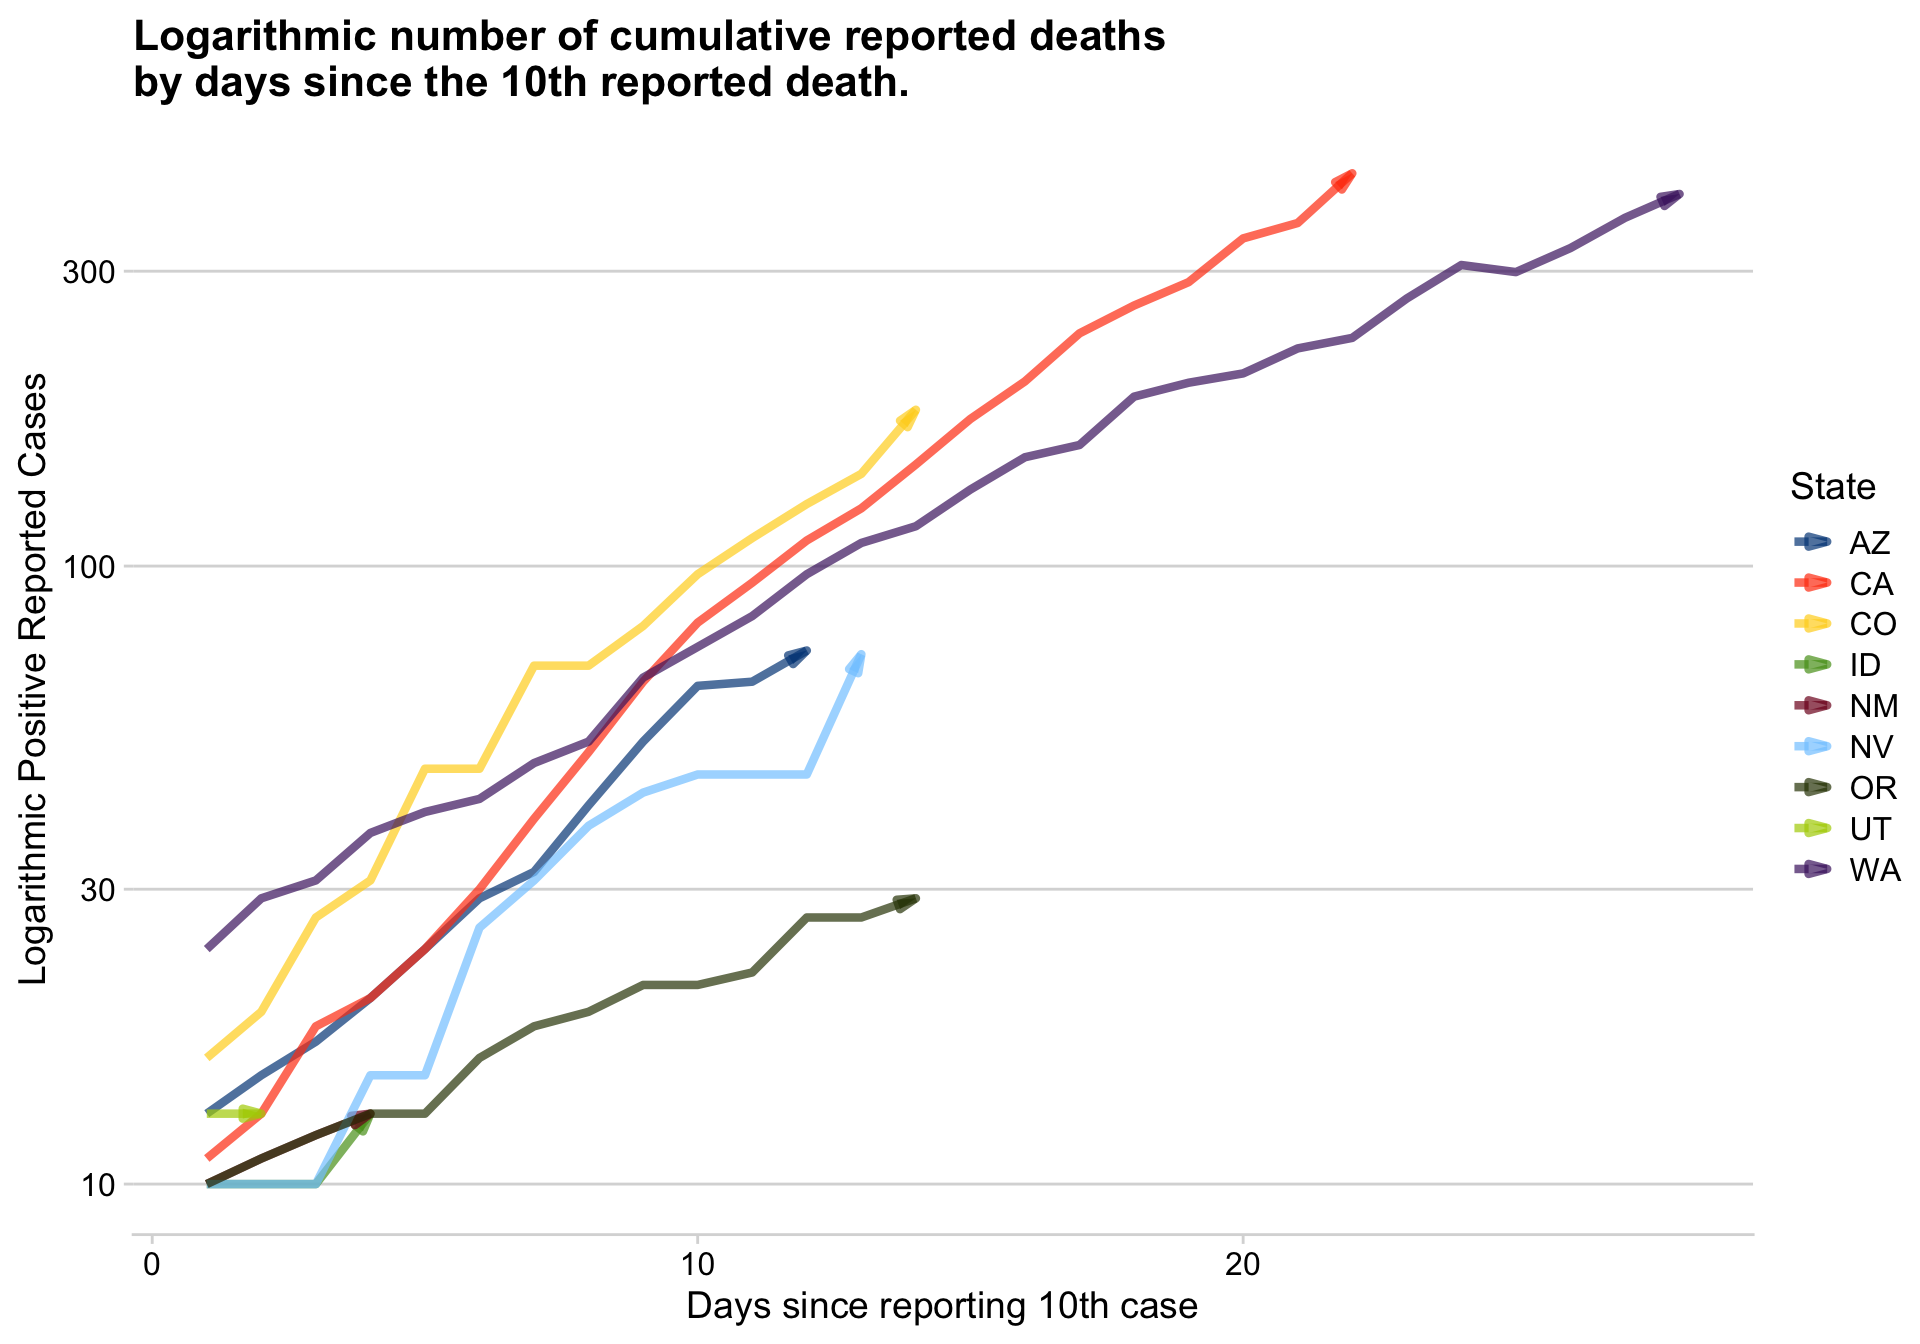 Logarithmic number of cumulative reported deaths
by days since the 10th reported death.
Logarithmic Positive Reported Cases
300
100
30
10
0
10
20
Days since reporting 10th case
State
AZ
CA
CO
ID
NM
NV
OR
UT
WA